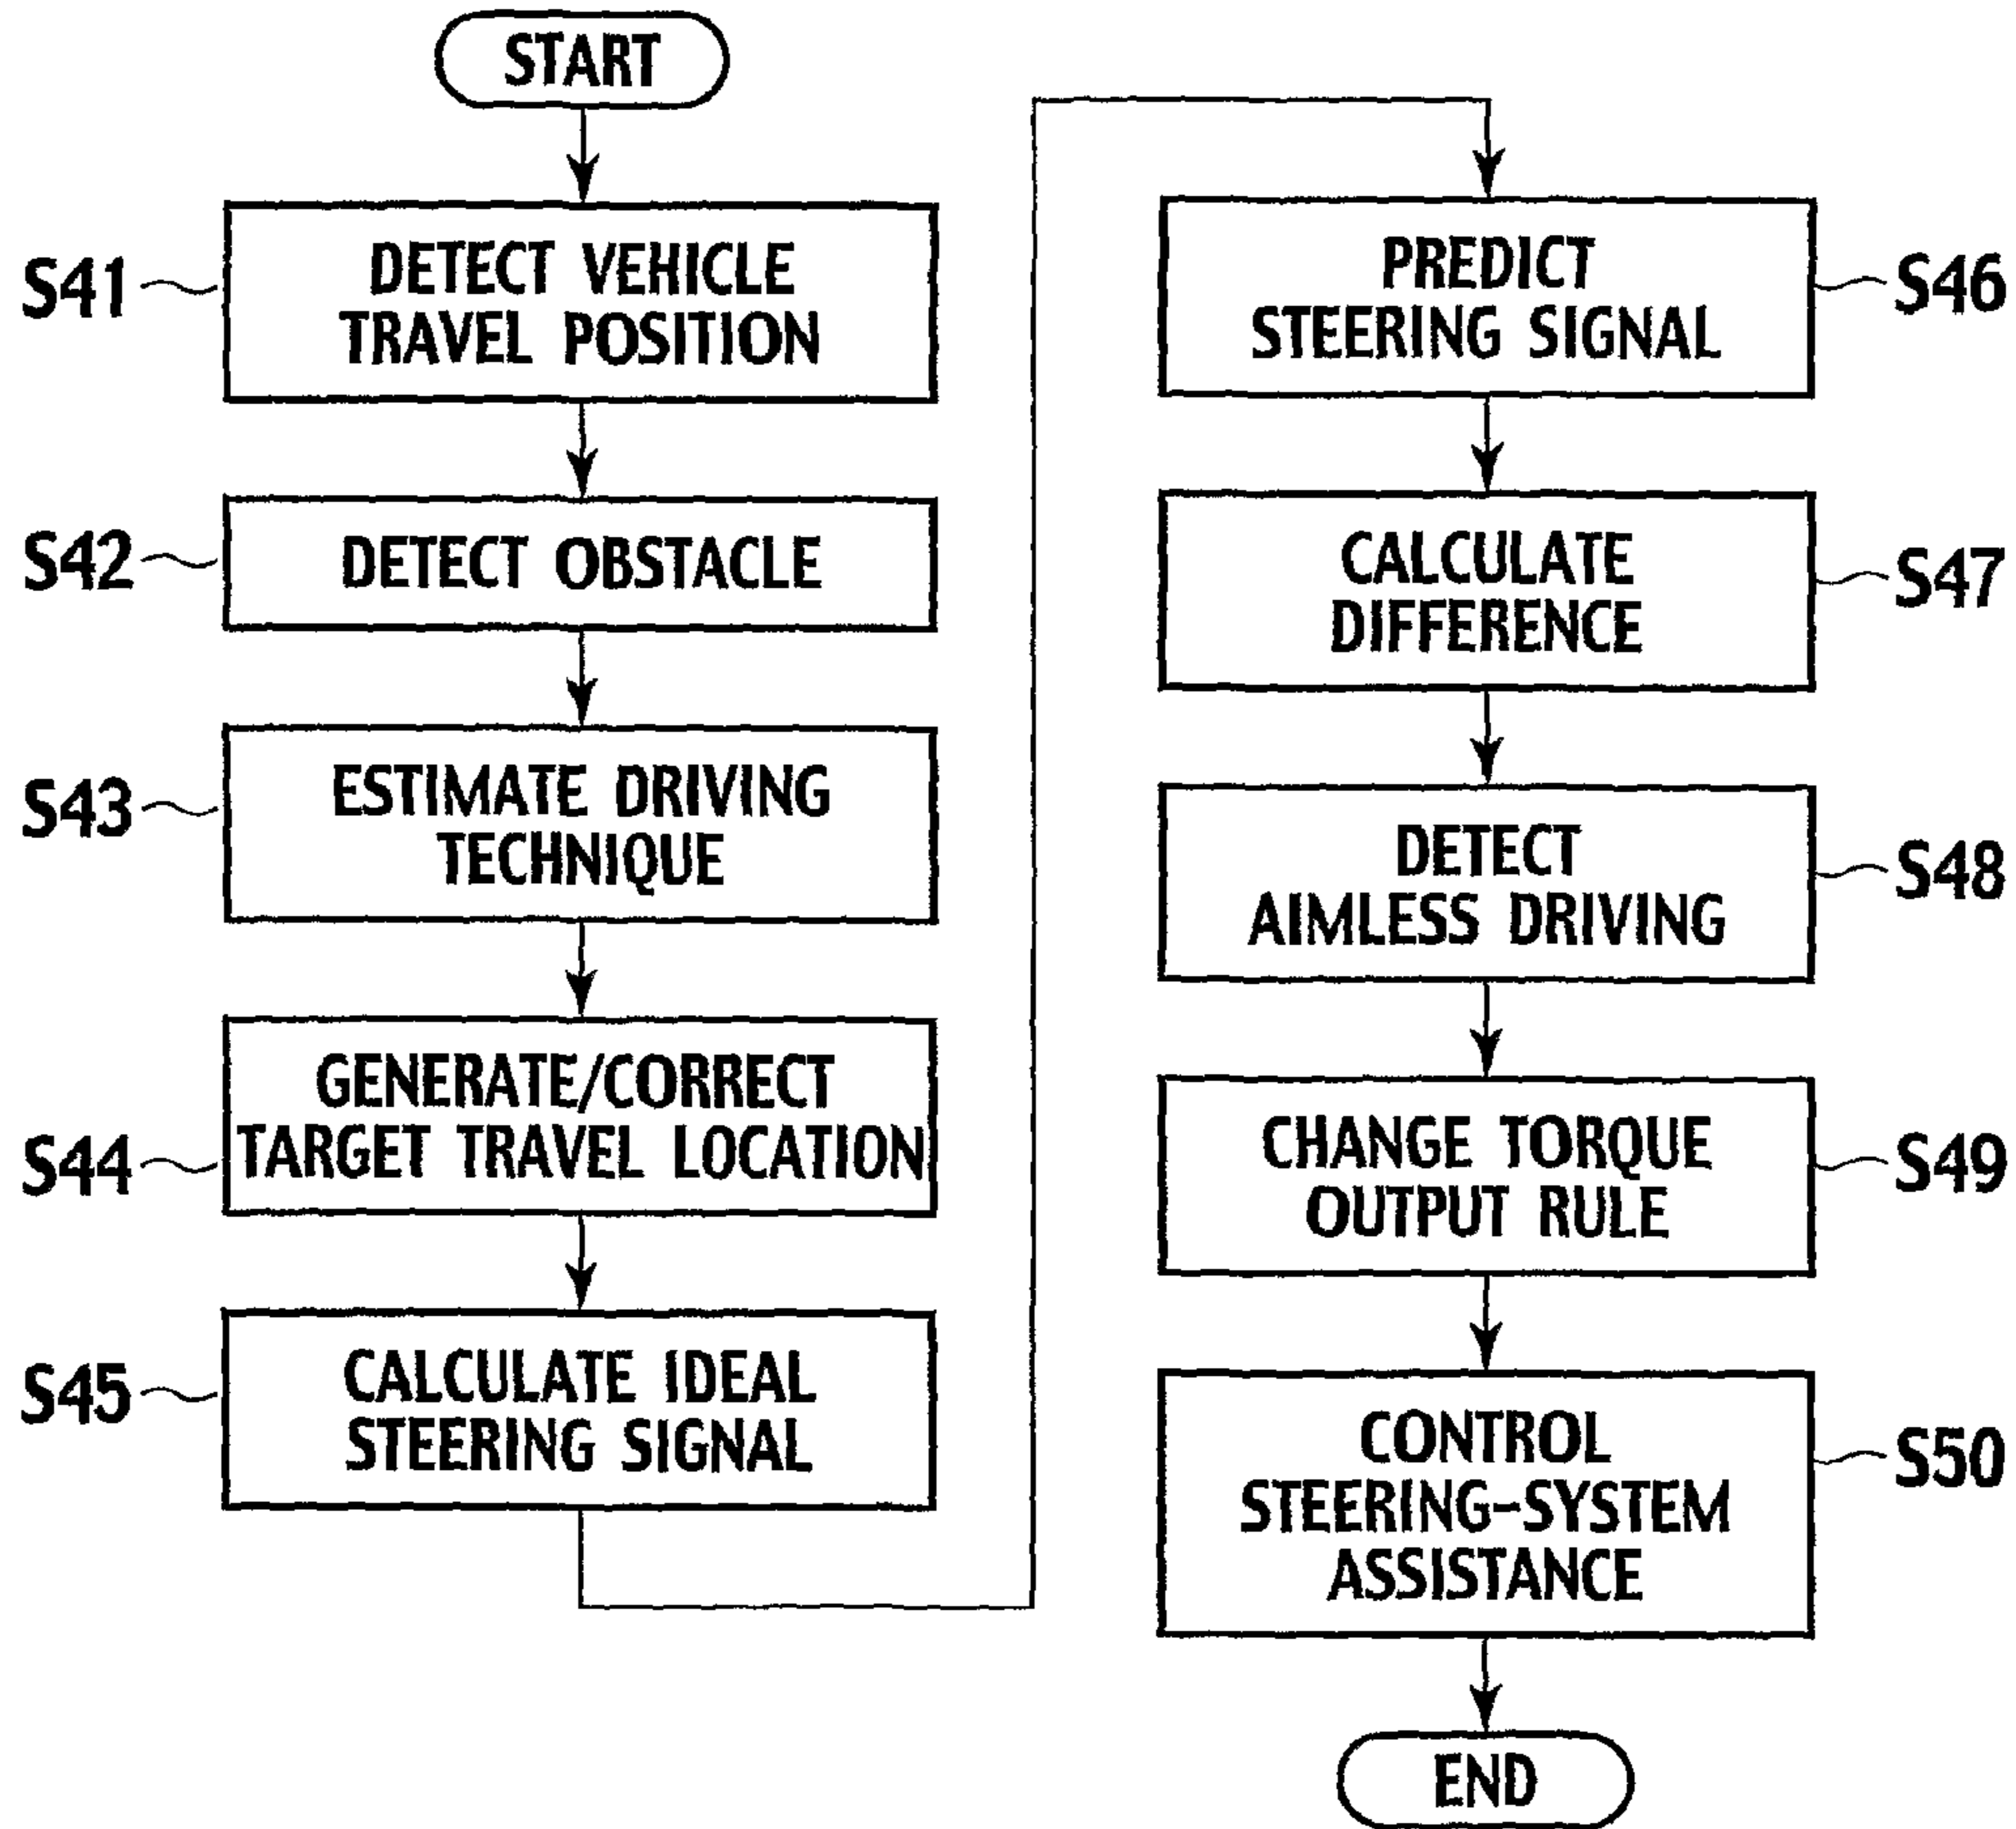 START
S41
DETECT VEHICLE
TRAVEL POSITION
S42
DETECT OBSTACLE
S43
ESTIMATE DRIVING
TECHNIQUE
S44
GENERATE/CORRECT
TARGET TRAVEL LOCATION
S45
CALCULATE IDEAL
STEERING SIGNAL
PREDICT
STEERING SIGNAL
S46
CALCULATE
DIFFERENCE
S47
DETECT
AIMLESS DRIVING
S48
CHANGE TORQUE
OUTPUT RULE
S49
CONTROL
STEERING-SYSTEM
ASSISTANCE
S50
END